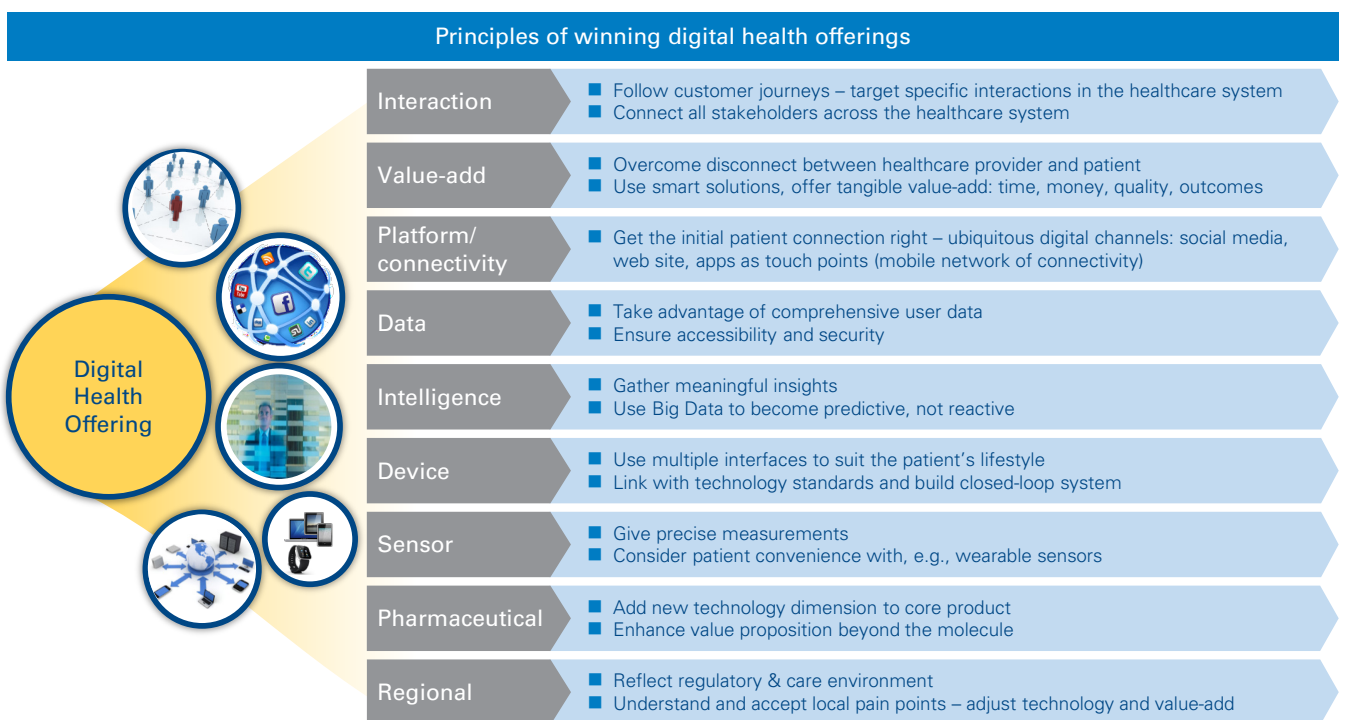 Principles of winning digital health offerings
Digital
Health
Offering
Interaction
■ Follow customer journeys – target specific interactions in the healthcare system
■ Connect all stakeholders across the healthcare system
Value-add
■ Overcome disconnect between healthcare provider and patient
■ Use smart solutions, offer tangible value-add: time, money, quality, outcomes
Platform/
connectivity
■ Get the initial patient connection right – ubiquitous digital channels: social media,
web site, apps as touch points (mobile network of connectivity)
Data
■ Take advantage of comprehensive user data
■ Ensure accessibility and security
Intelligence
■ Gather meaningful insights
■ Use Big Data to become predictive, not reactive
Device
■ Use multiple interfaces to suit the patient's lifestyle
■ Link with technology standards and build closed-loop system
Sensor
■ Give precise measurements
■ Consider patient convenience with, e.g., wearable sensors
Pharmaceutical
■ Add new technology dimension to core product
■ Enhance value proposition beyond the molecule
Regional
■ Reflect regulatory & care environment
■ Understand and accept local pain points – adjust technology and value-add